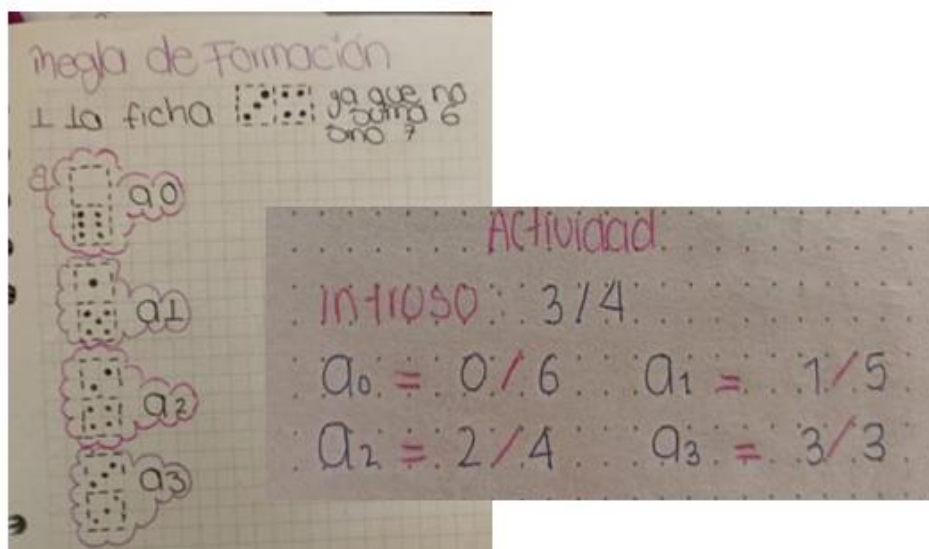 regla de Formación
1 la ficha ya que no
suma 6
sino 7
a0
a1
a2
a3
Actividad
intruso: 3/4
a0 = 0/6 a1 = 1/5
a2 = 2/4 a3 = 3/3